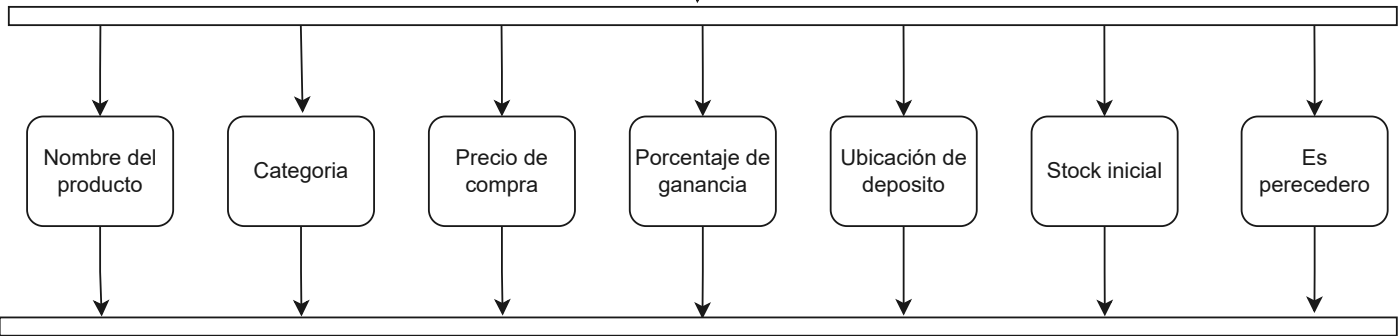 Nombre del
producto
Categoria
Precio de
compra
Porcentaje de
ganancia
Ubicación de
deposito
Stock inicial
Es
perecedero